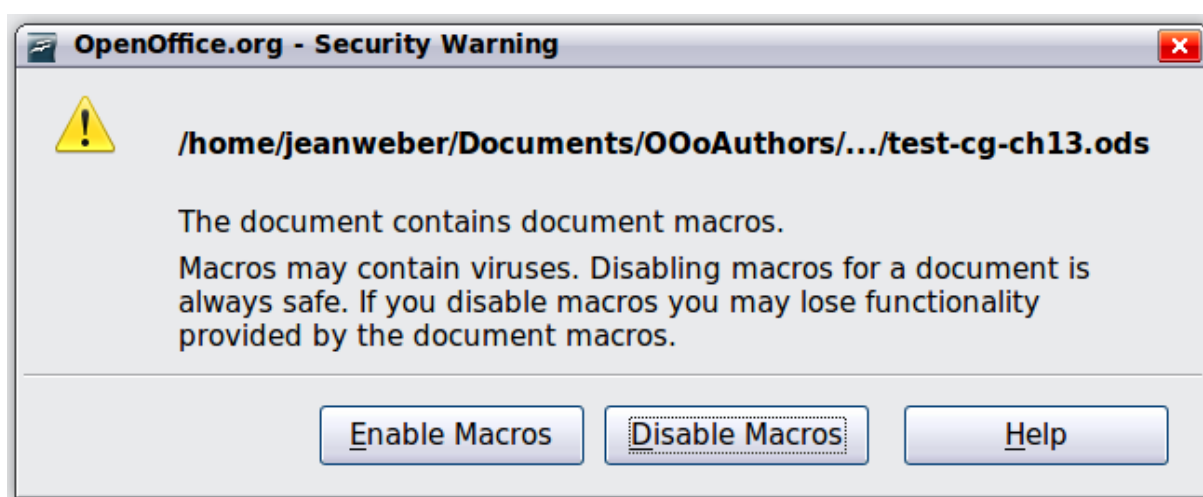 OpenOffice.org - Security Warning
/home/jeanweber/Documents/OOoAuthors/.../test-cg-ch13.ods
The document contains document macros.
Macros may contain viruses. Disabling macros for a document is
always safe. If you disable macros you may lose functionality
provided by the document macros.
Enable Macros Disable Macros Help